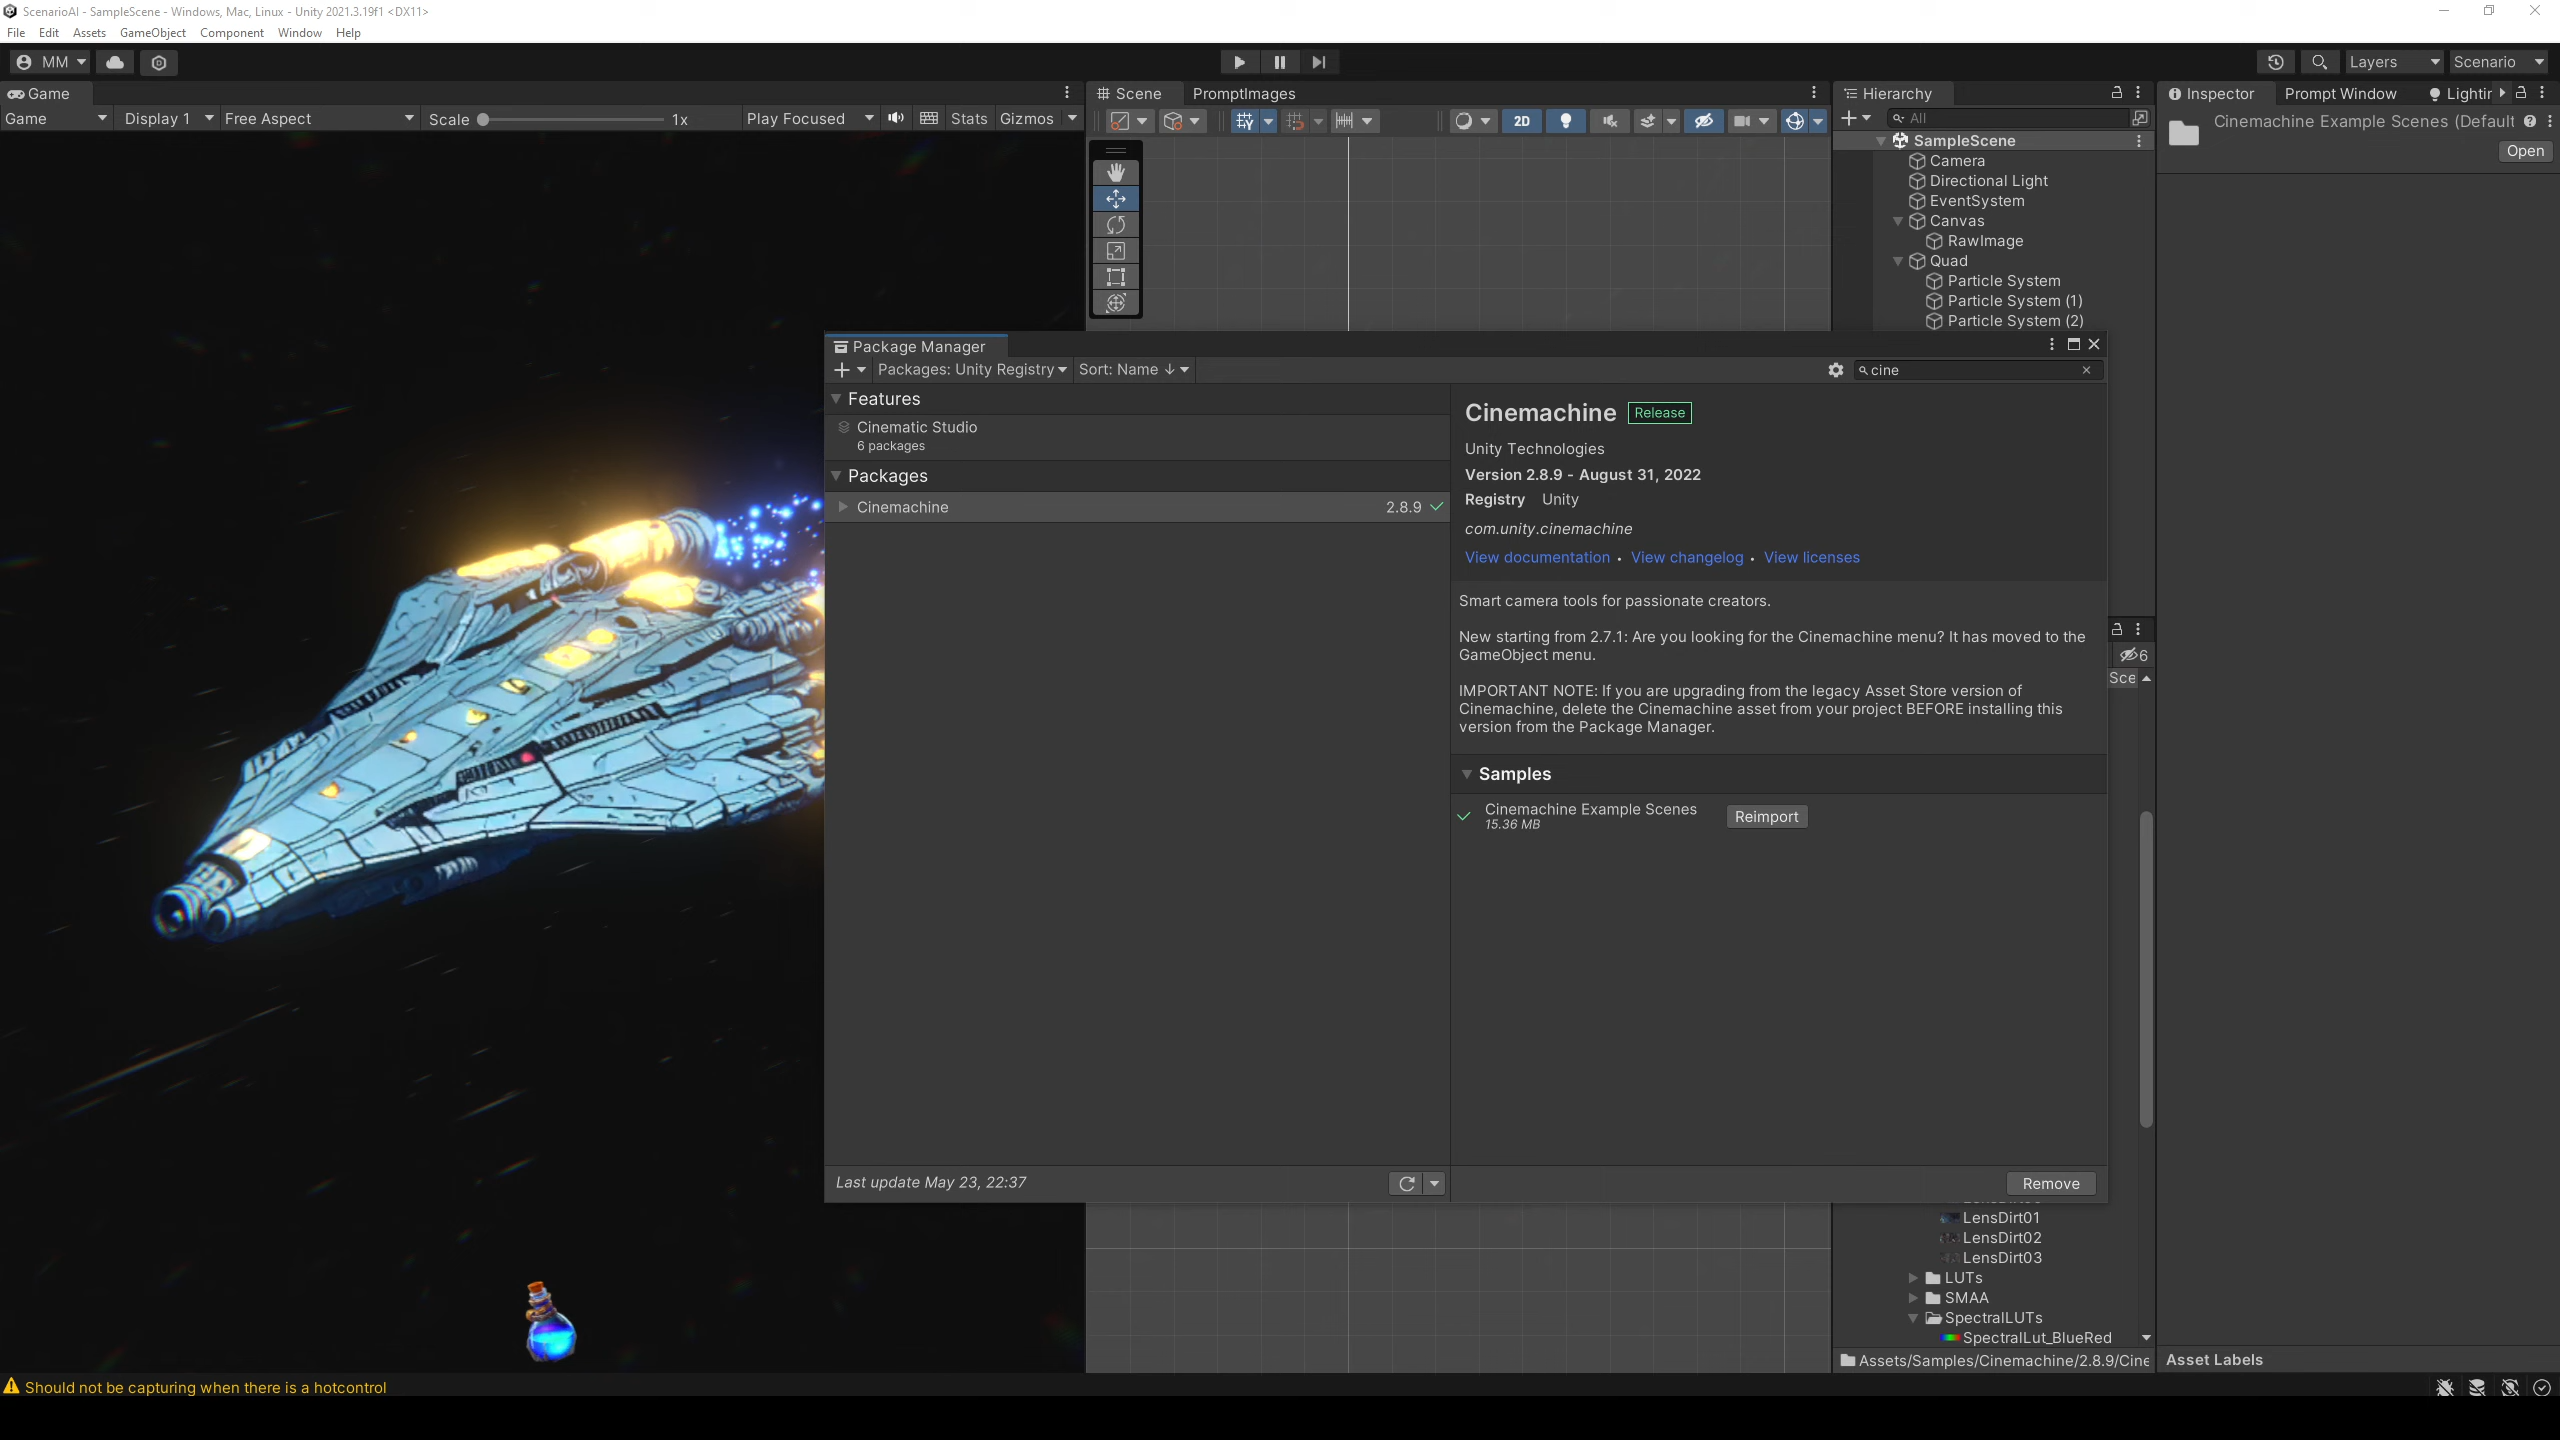 ScenarioAI - SampleScene - Windows, Mac, Linux - Unity 2021.3.19f1 <DX11>
File Edit Assets GameObject Component Window Help
MM
Layers
Scenario
Game
Game
Display 1
Free Aspect
Scale
1x
Play Focused
Stats
Gizmos
Scene
PromptImages
2D
Hierarchy
All
SampleScene
Camera
Directional Light
EventSystem
Canvas
RawImage
Quad
Particle System
Particle System (1)
Particle System (2)
Inspector
Prompt Window
Lightin
Cinemachine Example Scenes (Default
Open
Package Manager
Packages: Unity Registry
Sort: Name ↓
cine
Features
Cinematic Studio
6 packages
Packages
Cinemachine
2.8.9
Last update May 23, 22:37
Cinemachine
Release
Unity Technologies
Version 2.8.9 - August 31, 2022
Registry Unity
com.unity.cinemachine
View documentation • View changelog • View licenses
Smart camera tools for passionate creators.
New starting from 2.7.1: Are you looking for the Cinemachine menu? It has moved to the
GameObject menu.
IMPORTANT NOTE: If you are upgrading from the legacy Asset Store version of
Cinemachine, delete the Cinemachine asset from your project BEFORE installing this
version from the Package Manager.
Samples
Cinemachine Example Scenes
15.36 MB
Reimport
Remove
6
Sce
LensDirt01
LensDirt02
LensDirt03
LUTs
SMAA
SpectralLUTs
SpectralLut_BlueRed
Assets/Samples/Cinemachine/2.8.9/Cine
Asset Labels
Should not be capturing when there is a hotcontrol